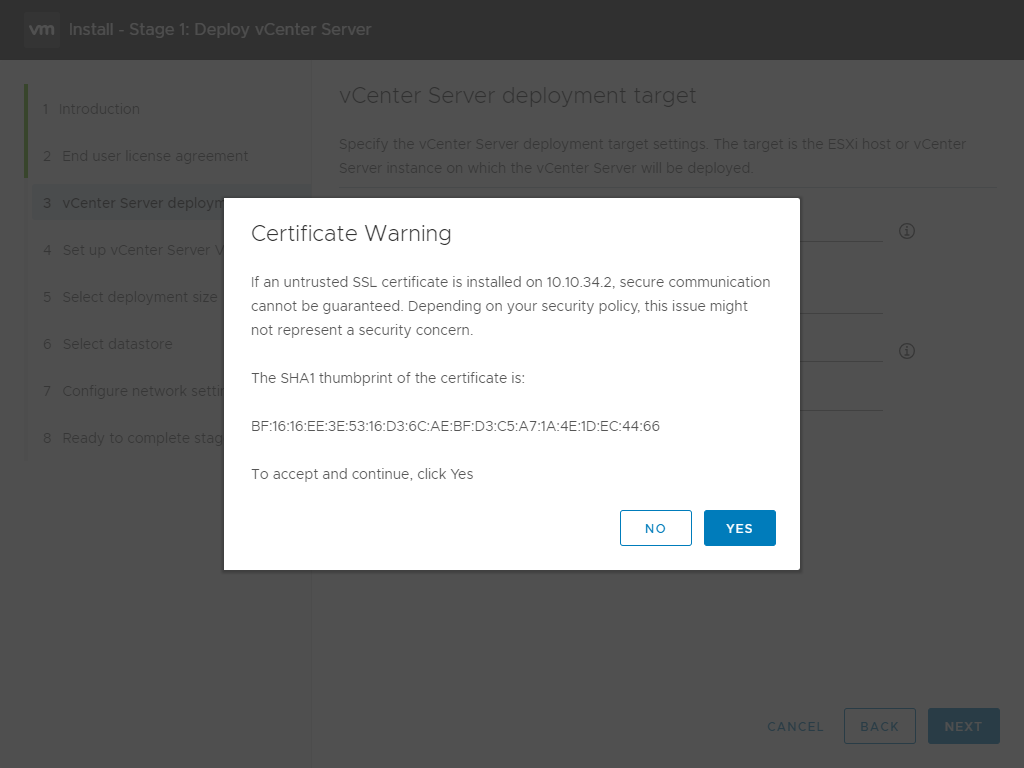 vm Install - Stage 1: Deploy vCenter Server
1 Introduction
2 End user license agreement
3 vCenter Server deploym
4 Set up vCenter Server V
5 Select deployment size
6 Select datastore
7 Configure network settin
8 Ready to complete stag
vCenter Server deployment target
Specify the vCenter Server deployment target settings. The target is the ESXi host or vCenter
Server instance on which the vCenter Server will be deployed.
Certificate Warning
If an untrusted SSL certificate is installed on 10.10.34.2, secure communication
cannot be guaranteed. Depending on your security policy, this issue might
not represent a security concern.
The SHA1 thumbprint of the certificate is:
BF:16:16:EE:3E:53:16:D3:6C:AE:BF:D3:C5:A7:1A:4E:1D:EC:44:66
To accept and continue, click Yes
NO YES
CANCEL BACK NEXT